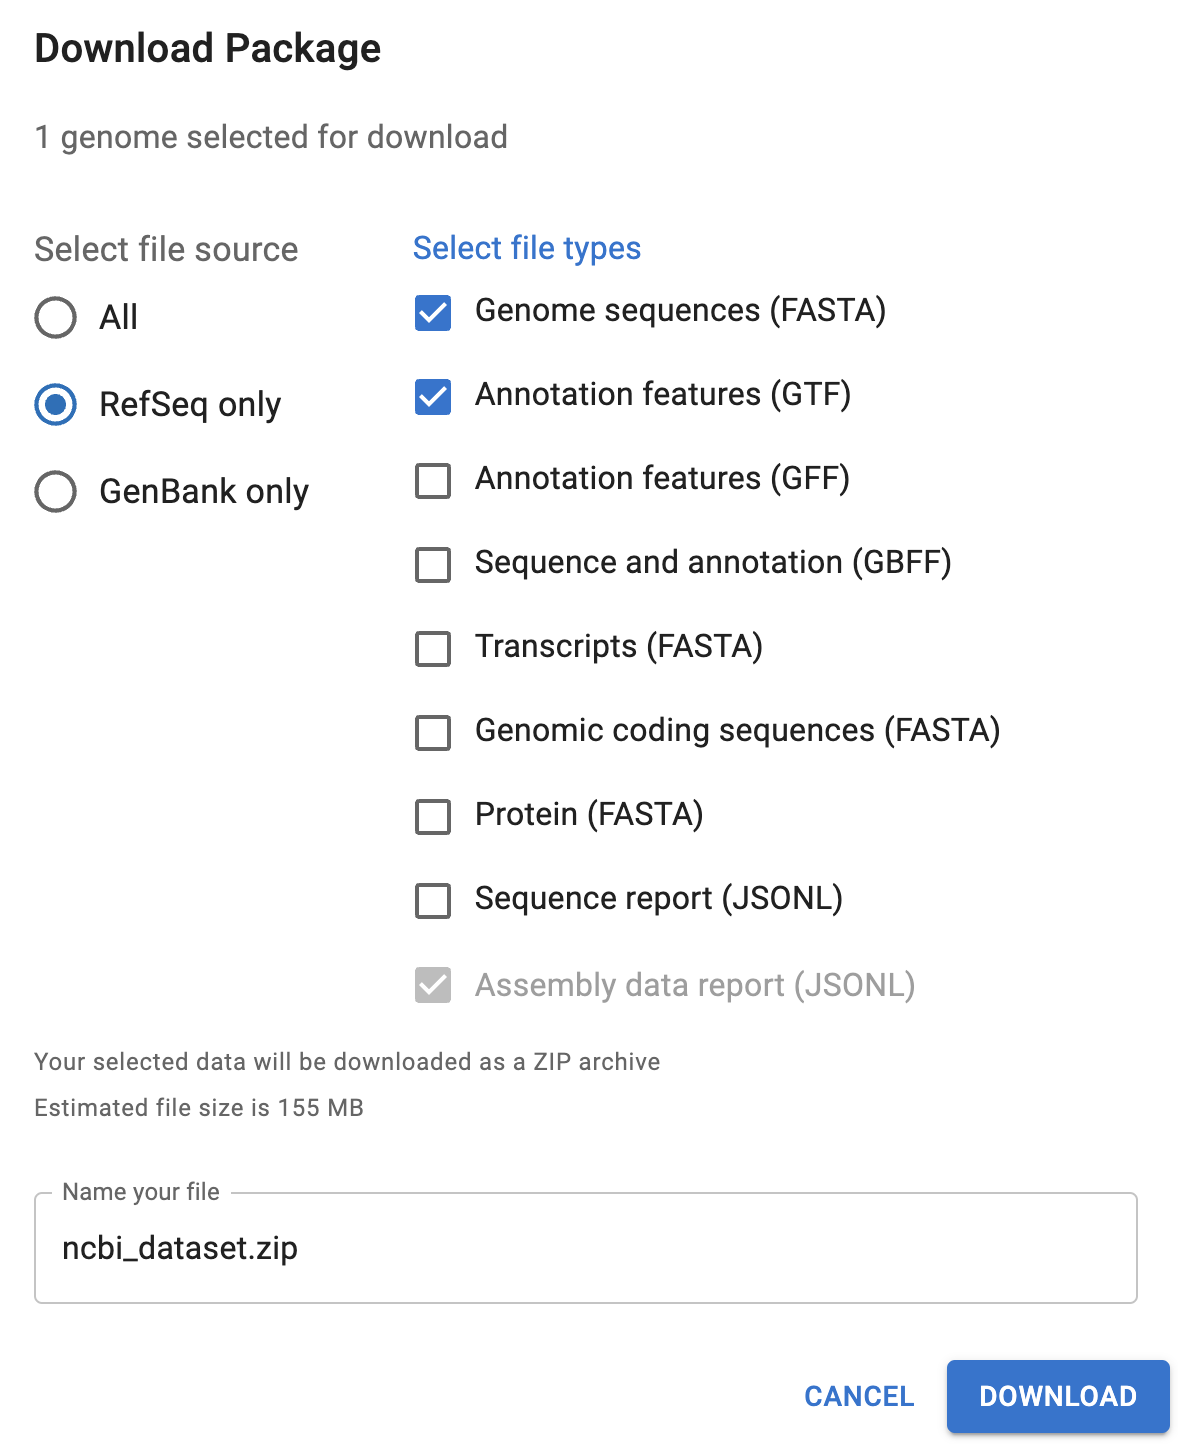 Download Package
1 genome selected for download
Select file source
All
RefSeq only
GenBank only
Select file types
Genome sequences (FASTA)
Annotation features (GTF)
Annotation features (GFF)
Sequence and annotation (GBFF)
Transcripts (FASTA)
Genomic coding sequences (FASTA)
Protein (FASTA)
Sequence report (JSONL)
Assembly data report (JSONL)
Your selected data will be downloaded as a ZIP archive
Estimated file size is 155 MB
Name your file
ncbi_dataset.zip
CANCEL
DOWNLOAD